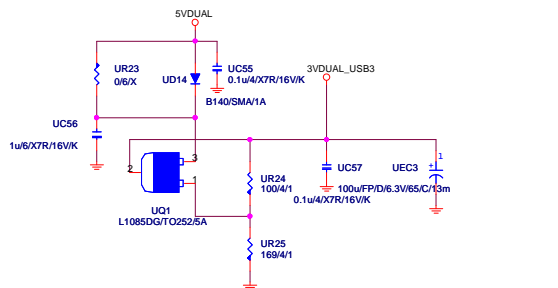 5VDUAL
UR23
0/6/X
UD14
UC55
0.1u/4/X7R/16V/K
3VDUAL_USB3
B140/SMA/1A
UC56
1u/6/X7R/16V/K
3
2
1
UR24
100/4/1
UC57
0.1u/4/X7R/16V/K
UEC3
1
+
100u/FP/D/6.3V/65/C/13m
UQ1
L1085DG/TO252/5A
UR25
169/4/1